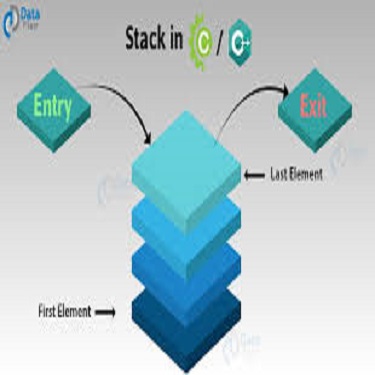 Data
Flair
Stack in C / C++
Entry
Exit
Last Element
First Element